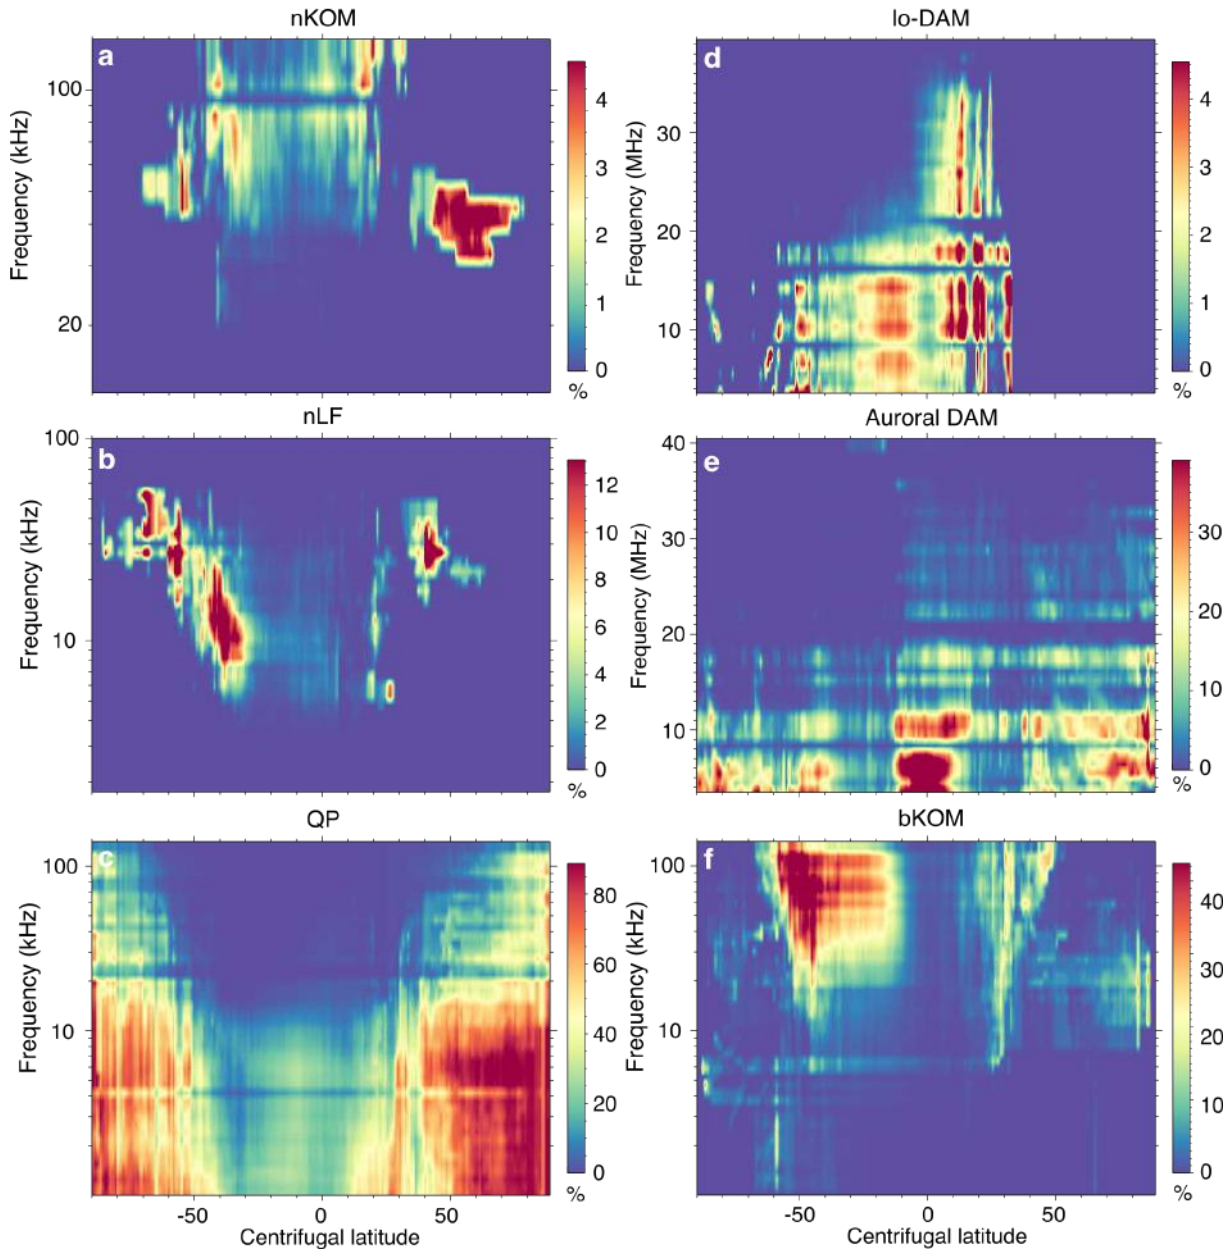 nKOM
a
Frequency (kHz)
100
20
4
3
2
1
0
%
lo-DAM
d
Frequency (MHz)
30
20
10
4
3
2
1
0
%
nLF
b
Frequency (kHz)
100
10
12
10
8
6
4
2
0
%
Auroral DAM
e
Frequency (MHz)
40
30
20
10
30
20
10
0
%
QP
c
Frequency (kHz)
100
10
80
60
40
20
0
%
-50
0
50
Centrifugal latitude
bKOM
f
Frequency (kHz)
100
10
40
30
20
10
0
%
-50
0
50
Centrifugal latitude